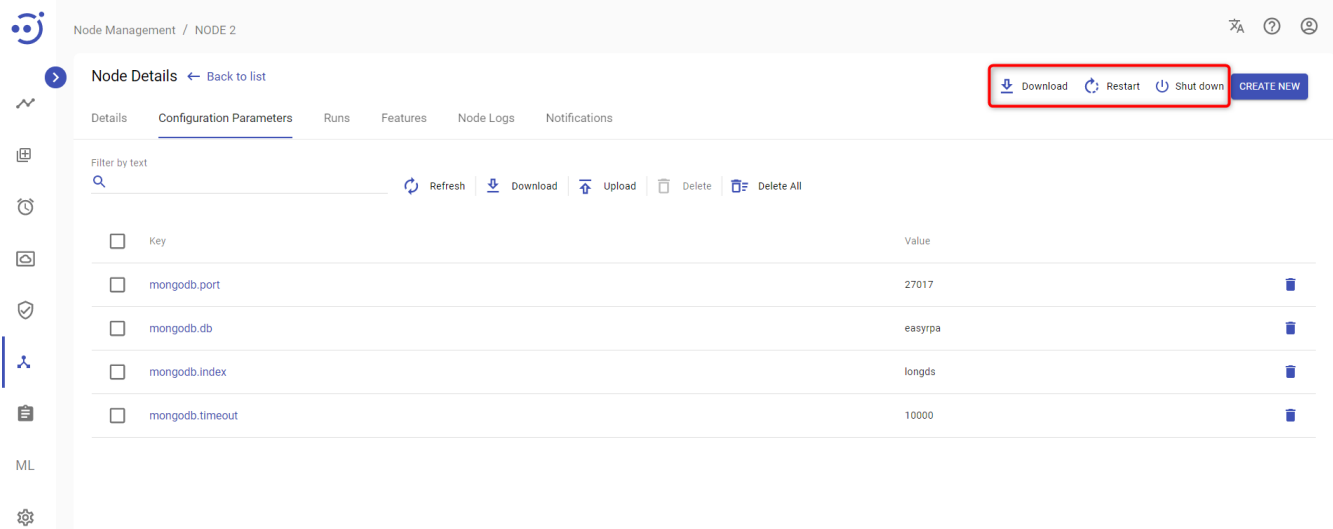 Node Management / NODE 2
Node Details ← Back to list
Download Restart Shut down CREATE NEW
Details Configuration Parameters Runs Features Node Logs Notifications
Filter by text
Refresh Download Upload Delete Delete All
Key Value
mongodb.port 27017
mongodb.db easyrpa
mongodb.index longds
mongodb.timeout 10000
ML